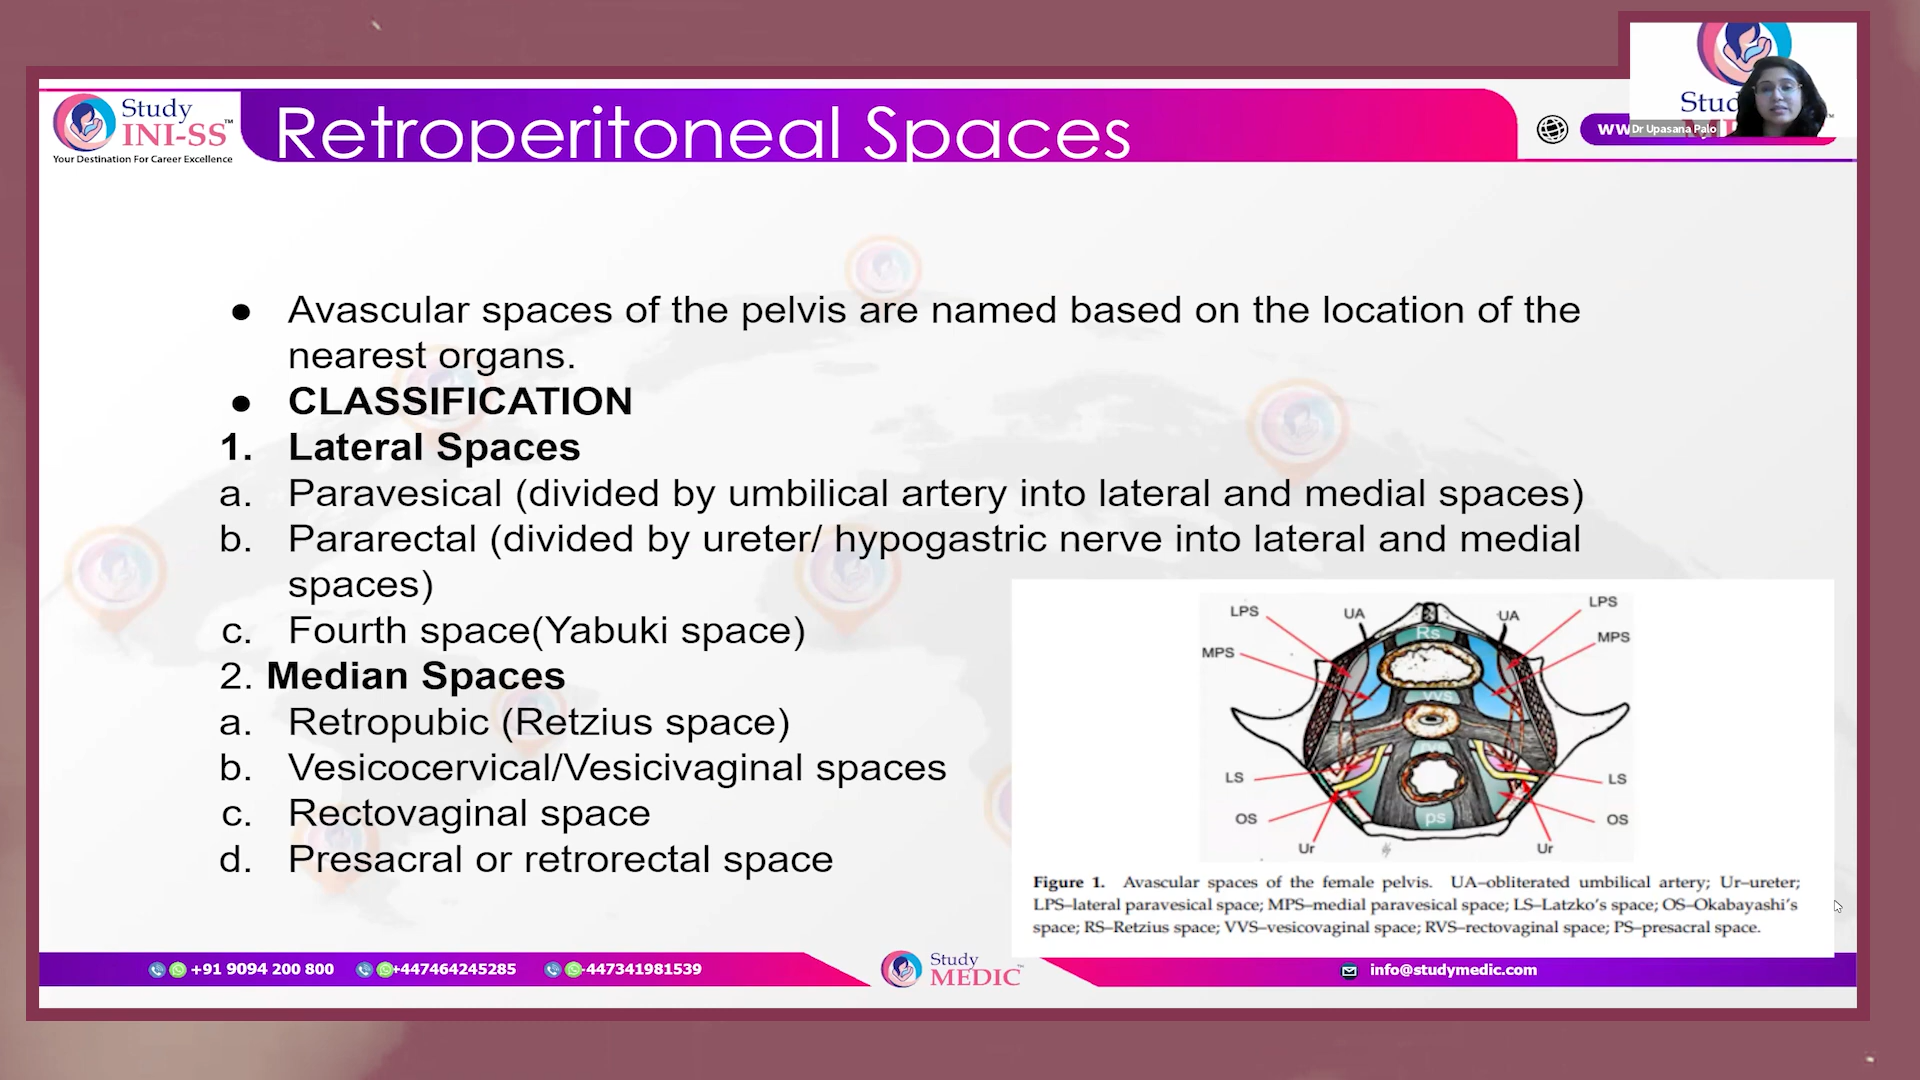 Study
INI-SS™
Your Destination For Career Excellence
Retroperitoneal Spaces
Dr Upasana Palo
● Avascular spaces of the pelvis are named based on the location of the
nearest organs.
● CLASSIFICATION
1. Lateral Spaces
a. Paravesical (divided by umbilical artery into lateral and medial spaces)
b. Pararectal (divided by ureter/ hypogastric nerve into lateral and medial
spaces)
c. Fourth space(Yabuki space)
2. Median Spaces
a. Retropubic (Retzius space)
b. Vesicocervical/Vesicivaginal spaces
c. Rectovaginal space
d. Presacral or retrorectal space
LPS UA UA LPS
Rs
MPS MPS
vvs
LS LS
OS ps OS
Ur Ur
Figure 1. Avascular spaces of the female pelvis. UA–obliterated umbilical artery; Ur–ureter;
LPS–lateral paravesical space; MPS–medial paravesical space; LS–Latzko's space; OS–Okabayashi's
space; RS–Retzius space; VVS–vesicovaginal space; RVS–rectovaginal space; PS–presacral space.
+91 9094 200 800 +447464245285 -447341981539
Study
MEDIC™
info@studymedic.com